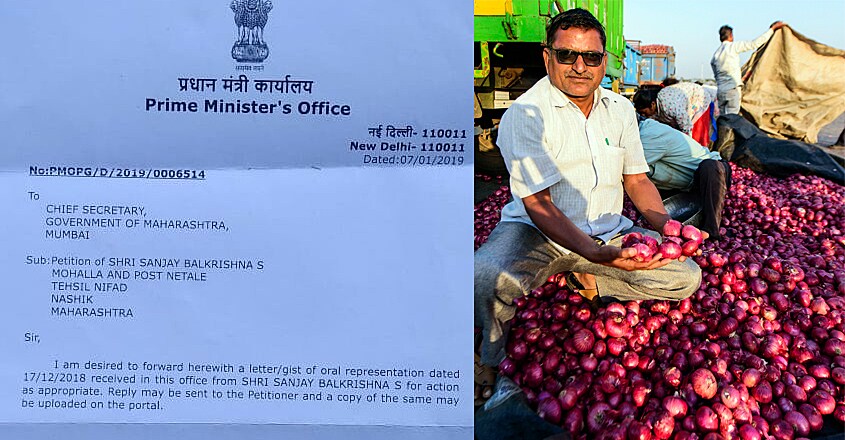 प्रधान मंत्री कार्यालय
Prime Minister's Office
नई दिल्ली- 110011
New Delhi- 110011
Dated:07/01/2019
No:PMOPG/D/2019/0006514
To
CHIEF SECRETARY,
GOVERNMENT OF MAHARASHTRA,
MUMBAI
Sub:Petition of SHRI SANJAY BALKRISHNA S
MOHALLA AND POST NETALE
TEHSIL NIFAD
NASHIK
MAHARASHTRA
Sir,
I am desired to forward herewith a letter/gist of oral representation dated
17/12/2018 received in this office from SHRI SANJAY BALKRISHNA S for action
as appropriate. Reply may be sent to the Petitioner and a copy of the same may
be uploaded on the portal.